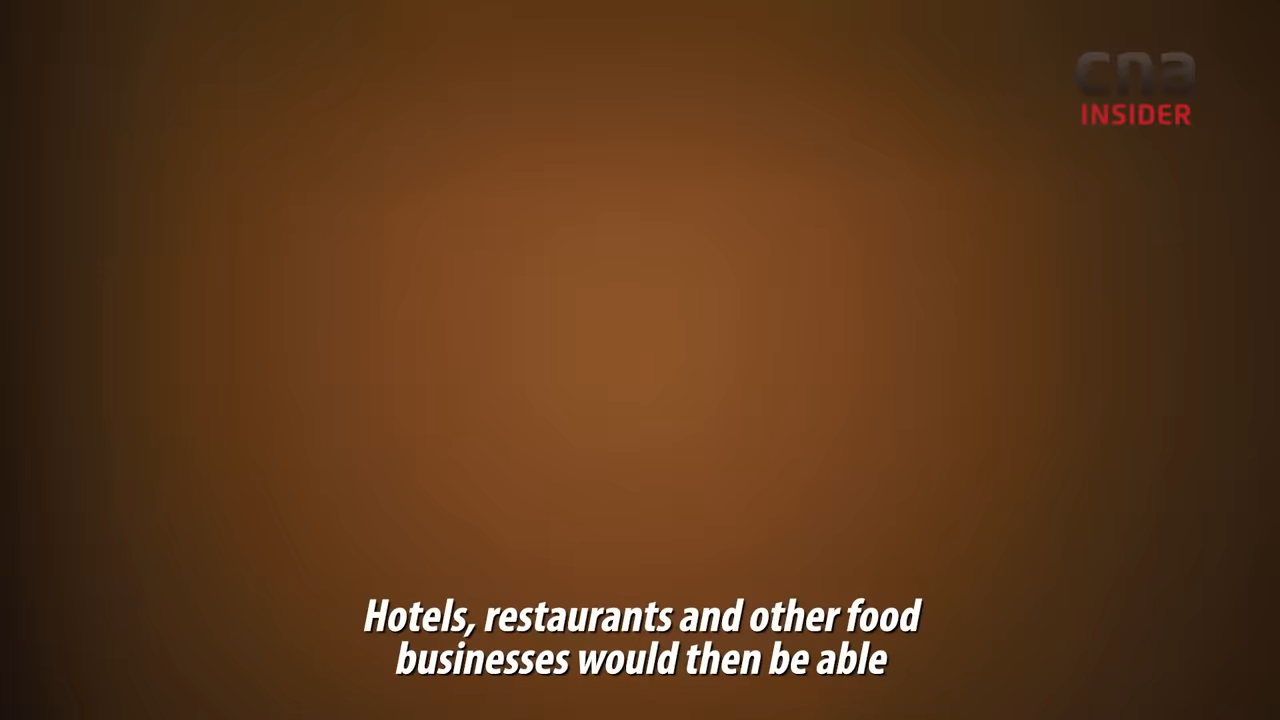 cna
INSIDER
Hotels, restaurants and other food
businesses would then be able